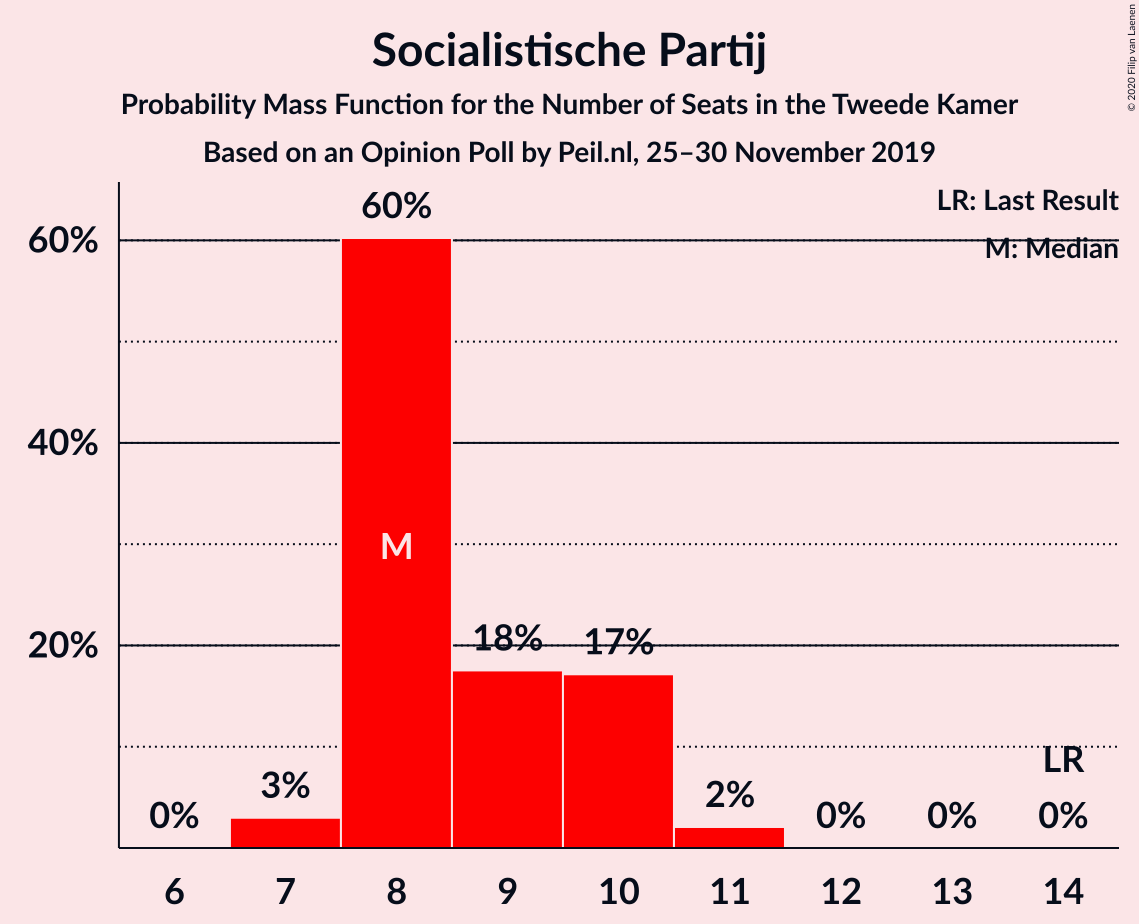 Socialistische Partij
Probability Mass Function for the Number of Seats in the Tweede Kamer
Based on an Opinion Poll by Peil.nl, 25–30 November 2019
© 2020 Filip van Laenen
LR: Last Result
M: Median
60%
40%
20%
0%
3%
60%
M
18%
17%
2%
0%
0%
LR
0%
6 7 8 9 10 11 12 13 14